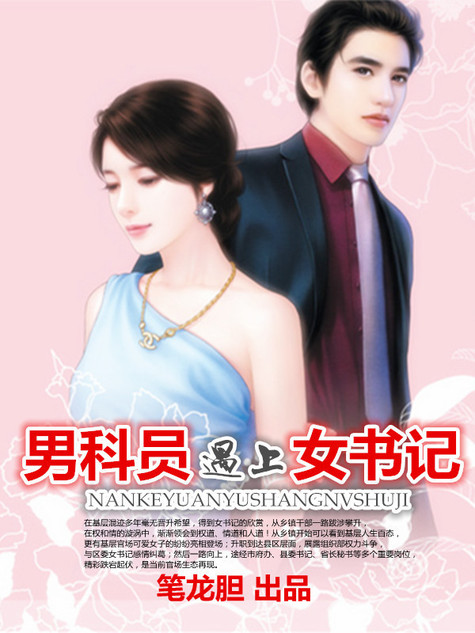 男科员遇上女书记
NANKEYUANYUSHANGNVSHUJI
在基层混迹多年毫无晋升希望，得到女书记的欣赏，从乡镇干部一路跋涉攀升，
在权和情的旋涡中，渐渐领会到权道、情道和人道！从乡镇开始可以看到基层人生百态，
更有基层官场可爱女子的纷纷亮相登场；升职到达县区层面，展露组织部权力斗争，
与区委女书记感情纠葛；然后一路向上，途经市府办、县委书记、省长秘书等多个重要岗位，
精彩跌宕起伏，是当前官场生态再现。
笔龙胆 出品